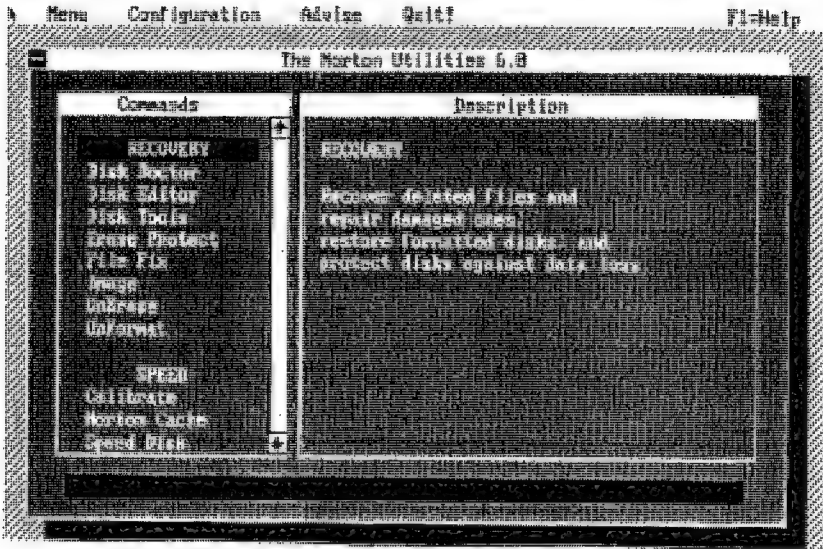 Menu Configuration Advise Quit! F1=Help
The Norton Utilities 6.0
Commands
RECOVERY
Disk Doctor
Disk Editor
Disk Tools
Erase Protect
File Fix
Image
UnErase
UnFormat
SPEED
Calibrate
Norton Cache
Speed Disk
Description
RECOVERY
Recover deleted files and
repair damaged ones,
restore formatted disks, and
protect disks against data loss.